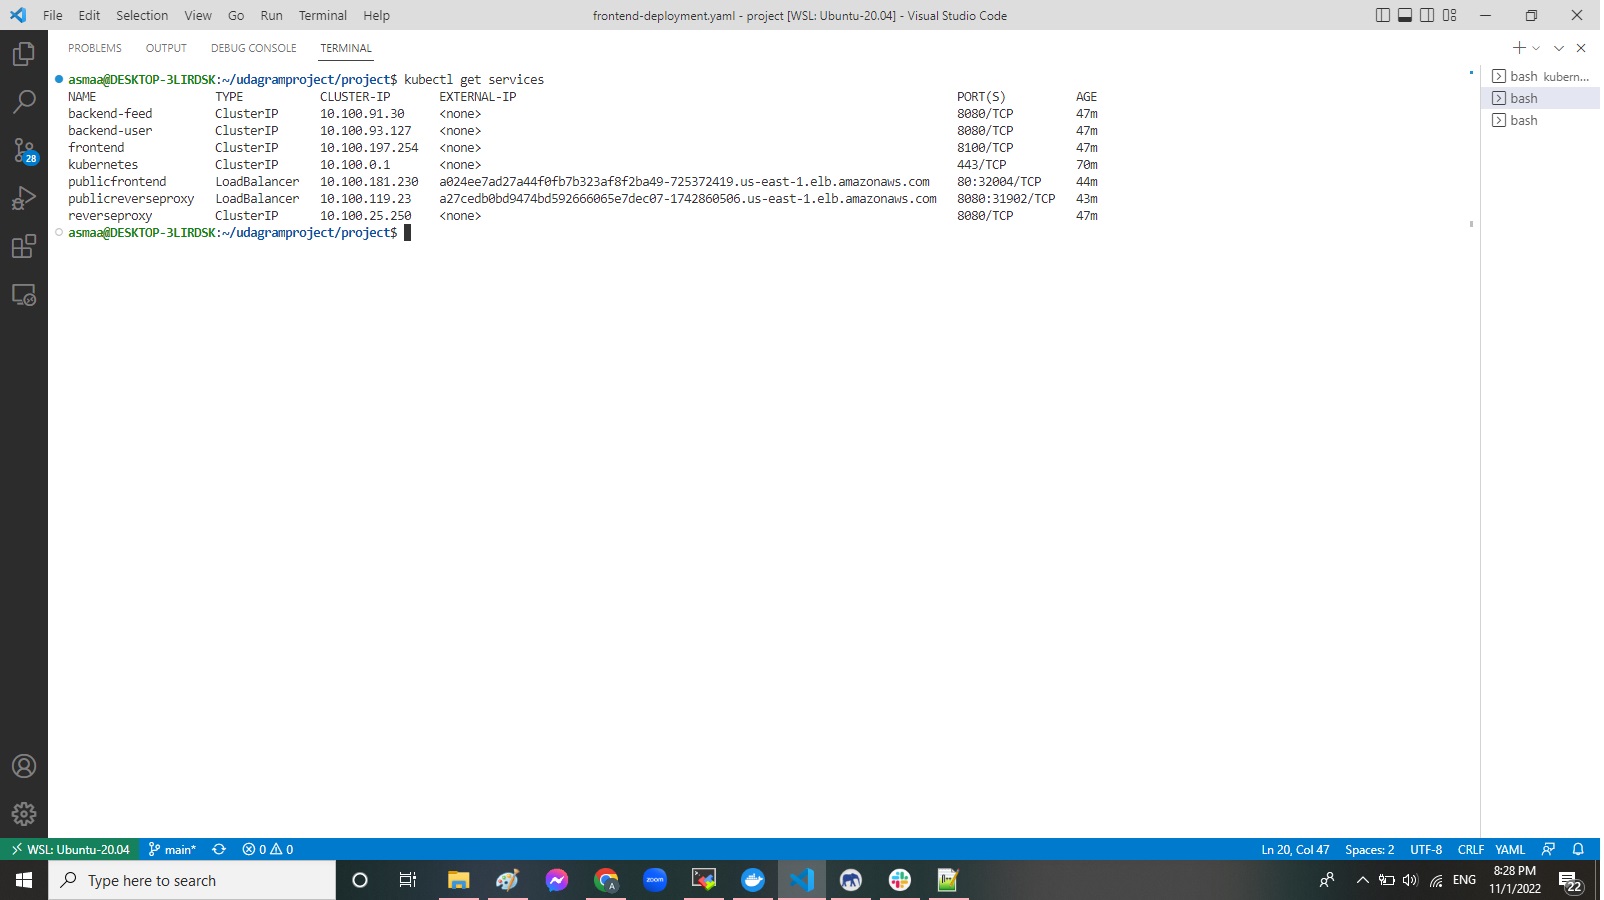 File Edit Selection View Go Run Terminal Help frontend-deployment.yaml - project [WSL: Ubuntu-20.04] - Visual Studio Code
PROBLEMS OUTPUT DEBUG CONSOLE TERMINAL
asmaa@DESKTOP-3LIRDSK:~/udagramproject/project$ kubectl get services
NAME TYPE CLUSTER-IP EXTERNAL-IP PORT(S) AGE
backend-feed ClusterIP 10.100.91.30 <none> 8080/TCP 47m
backend-user ClusterIP 10.100.93.127 <none> 8080/TCP 47m
frontend ClusterIP 10.100.197.254 <none> 8100/TCP 47m
kubernetes ClusterIP 10.100.0.1 <none> 443/TCP 70m
publicfrontend LoadBalancer 10.100.181.230 a024ee7ad27a44f0fb7b323af8f2ba49-725372419.us-east-1.elb.amazonaws.com 80:32004/TCP 44m
publicreverseproxy LoadBalancer 10.100.119.23 a27cedb0bd9474bd592666065e7dec07-1742860506.us-east-1.elb.amazonaws.com 8080:31902/TCP 43m
reverseproxy ClusterIP 10.100.25.250 <none> 8080/TCP 47m
asmaa@DESKTOP-3LIRDSK:~/udagramproject/project$
bash kubern...
bash
bash
28
WSL: Ubuntu-20.04 main* 0 0 Ln 20, Col 47 Spaces: 2 UTF-8 CRLF YAML
Type here to search
A
zoom
ENG
8:28 PM
11/1/2022
22